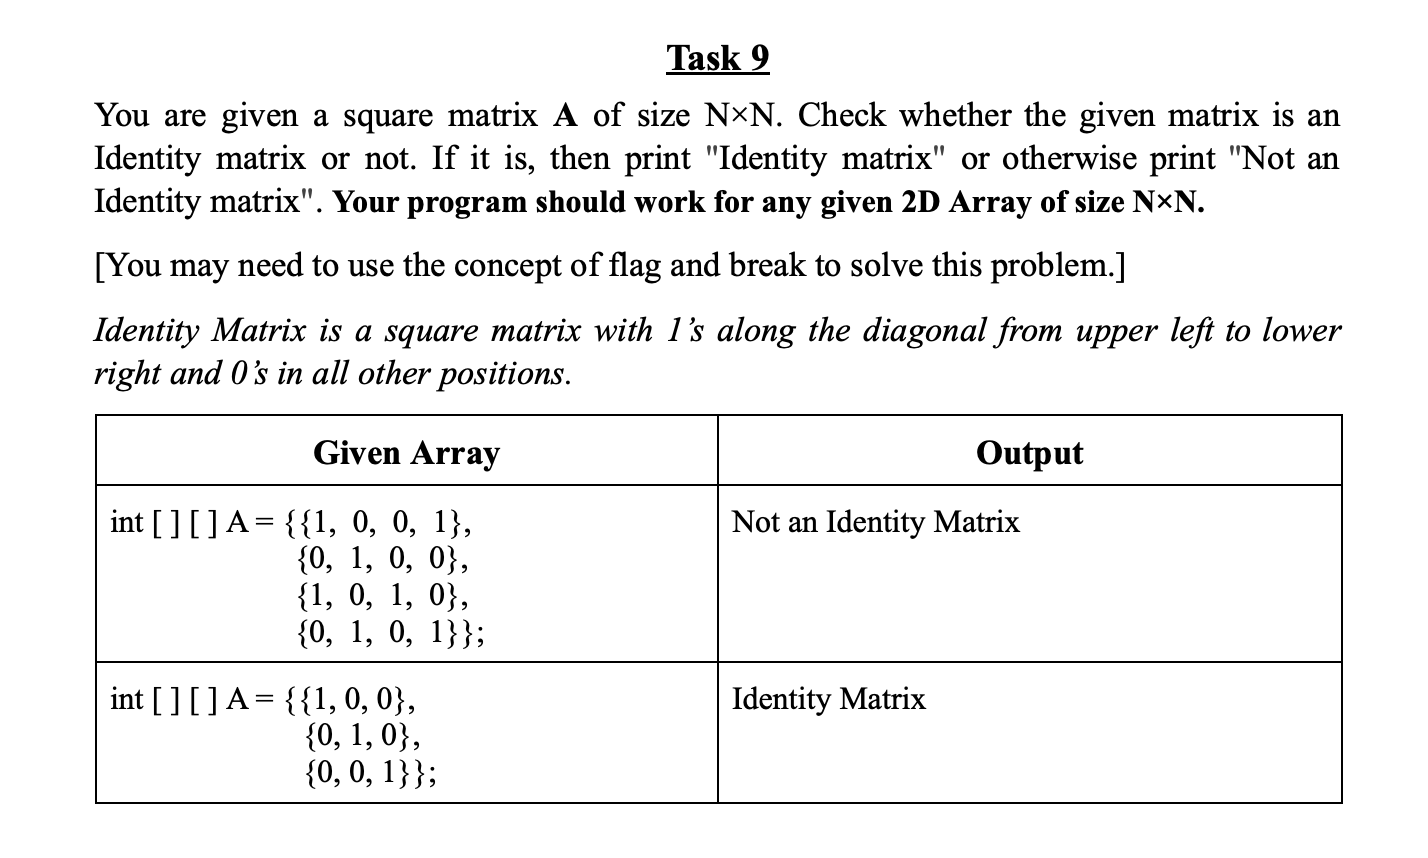 Task 9
You are given a square matrix A of size N×N. Check whether the given matrix is an
Identity matrix or not. If it is, then print "Identity matrix" or otherwise print "Not an
Identity matrix". Your program should work for any given 2D Array of size N×N.
[You may need to use the concept of flag and break to solve this problem.]
Identity Matrix is a square matrix with 1’s along the diagonal from upper left to lower
right and 0’s in all other positions.
Given Array
Output
int [ ] [ ] A = {{1, 0, 0, 1},
{0, 1, 0, 0},
{1, 0, 1, 0},
{0, 1, 0, 1}};
Not an Identity Matrix
int [ ] [ ] A = {{1, 0, 0},
{0, 1, 0},
{0, 0, 1}};
Identity Matrix